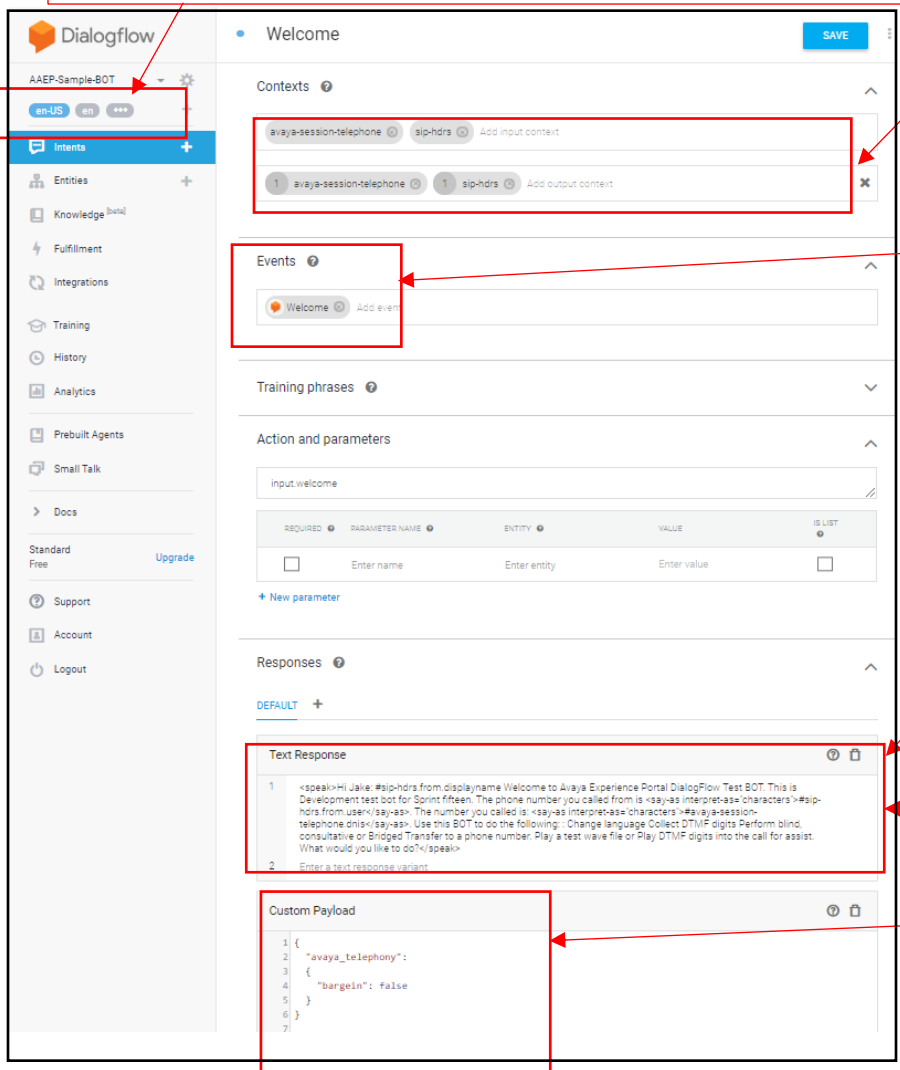 Dialogflow
Welcome
SAVE
AAEP-Sample-BOT
en-US en
Intents
Entities
Knowledge [beta]
Fulfillment
Integrations
Training
History
Analytics
Prebuilt Agents
Small Talk
Docs
Standard
Free
Upgrade
Support
Account
Logout
Contexts
avaya-session-telephone sip-hdrs Add input context
1 avaya-session-telephone 1 sip-hdrs Add output context
Events
Welcome Add event
Training phrases
Action and parameters
input.welcome
REQUIRED PARAMETER NAME ENTITY VALUE IS LIST
Enter name Enter entity Enter value
+ New parameter
Responses
DEFAULT +
Text Response
1 <speak>Hi Jake: #sip-hdrs.from.displayname Welcome to Avaya Experience Portal DialogFlow Test BOT. This is
Development test bot for Sprint fifteen. The phone number you called from is <say-as interpret-as='characters'>#sip-
hdrs.from.user</say-as>. The number you called is: <say-as interpret-as='characters'>#avaya-session-
telephone.dnis</say-as>. Use this BOT to do the following: : Change language Collect DTMF digits Perform blind,
consultative or Bridged Transfer to a phone number. Play a test wave file or Play DTMF digits into the call for assist.
What would you like to do?</speak>
2 Enter a text response variant
Custom Payload
1 {
2 "avaya_telephony":
3 {
4 "bargein": false
5 }
6 }
7